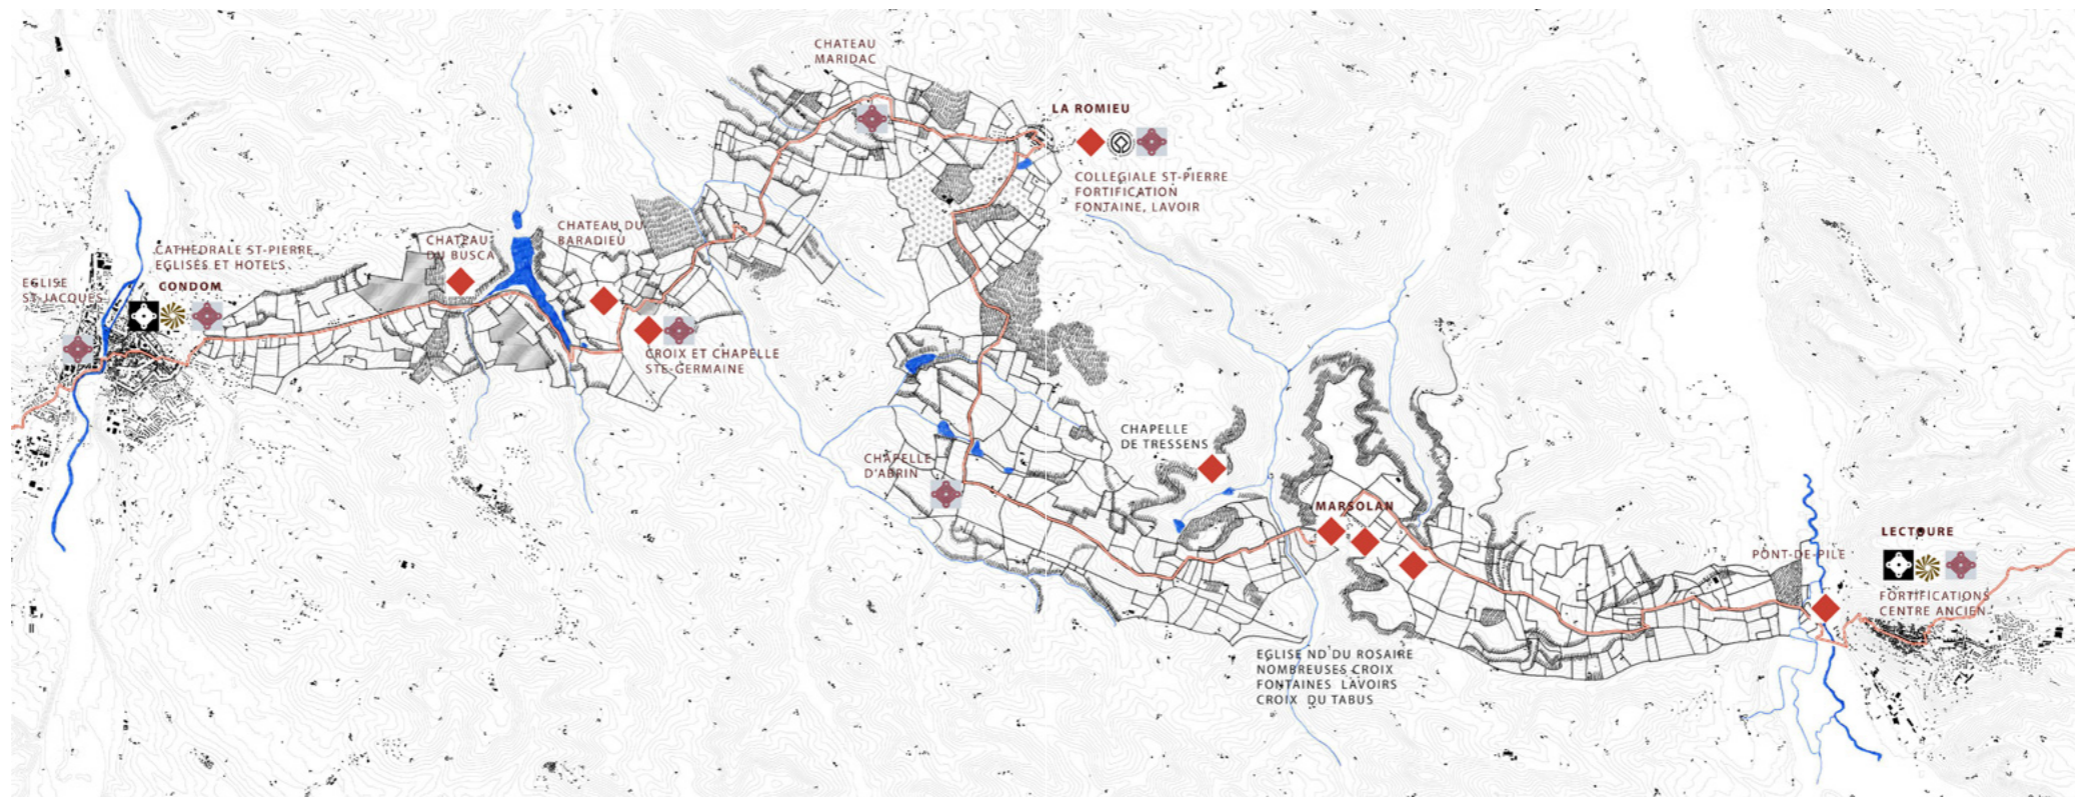 CHATEAU
MARIDAC
LA ROMIEU
COLLEGIALE ST-PIERRE
FORTIFICATION
FONTAINE, LAVOIR
CATHEDRALE ST-PIERRE
EGLISES ET HOTELS
CONDOM
EGLISE
ST-JACQUES
CHATEAU
DU BUSCA
CHATEAU DU
BARADIEU
CROIX ET CHAPELLE
STE-GERMAINE
CHAPELLE
D'ABRIN
CHAPELLE
DE TRESSENS
MARSOLAN
EGLISE ND DU ROSAIRE
NOMBREUSES CROIX
FONTAINES LAVOIRS
CROIX DU TABUS
PONT-DE-PILE
LECTOURE
FORTIFICATIONS
CENTRE ANCIEN